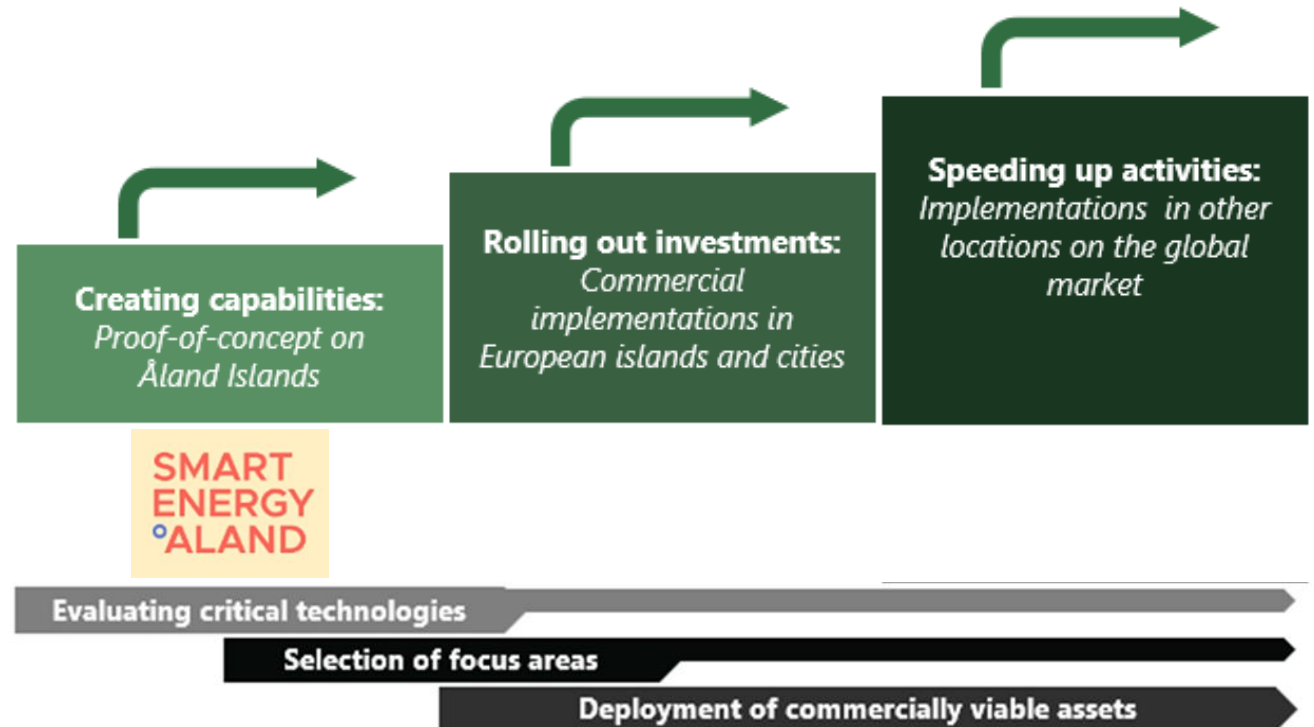 Creating capabilities:
Proof-of-concept on
Åland Islands
Rolling out investments:
Commercial
implementations in
European islands and cities
Speeding up activities:
Implementations in other
locations on the global
market
SMART
ENERGY
°ALAND
Evaluating critical technologies
Selection of focus areas
Deployment of commercially viable assets